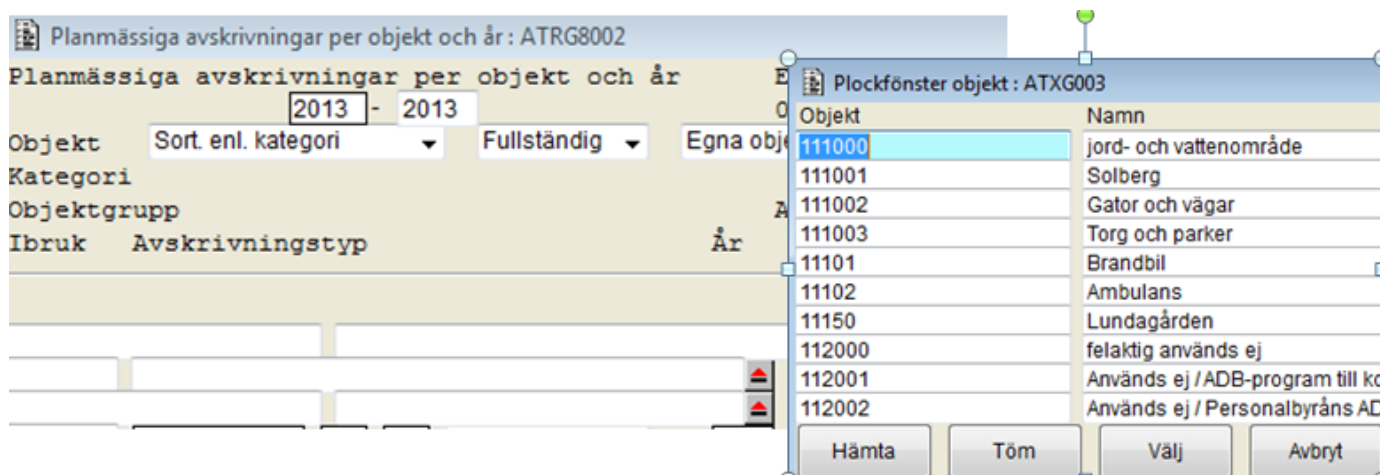 Planmässiga avskrivningar per objekt och år : ATRG8002
Planmässiga avskrivningar per objekt och år
2013 - 2013
Objekt Sort. enl. kategori Fullständig Egna obj
Kategori
Objektgrupp
Ibruk Avskrivningstyp År
Plockfönster objekt : ATXG003
Objekt Namn
111000 jord- och vattenområde
111001 Solberg
111002 Gator och vägar
111003 Torg och parker
11101 Brandbil
11102 Ambulans
11150 Lundagården
112000 felaktig används ej
112001 Används ej / ADB-program till
112002 Används ej / Personalbyråns AD
Hämta Töm Välj Avbryt